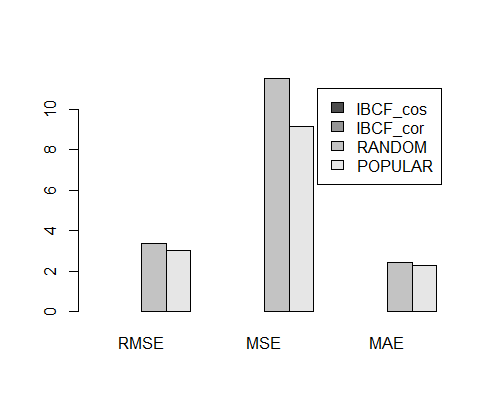 10
8
6
4
2
0
IBCF_cos
IBCF_cor
RANDOM
POPULAR
RMSE MSE MAE